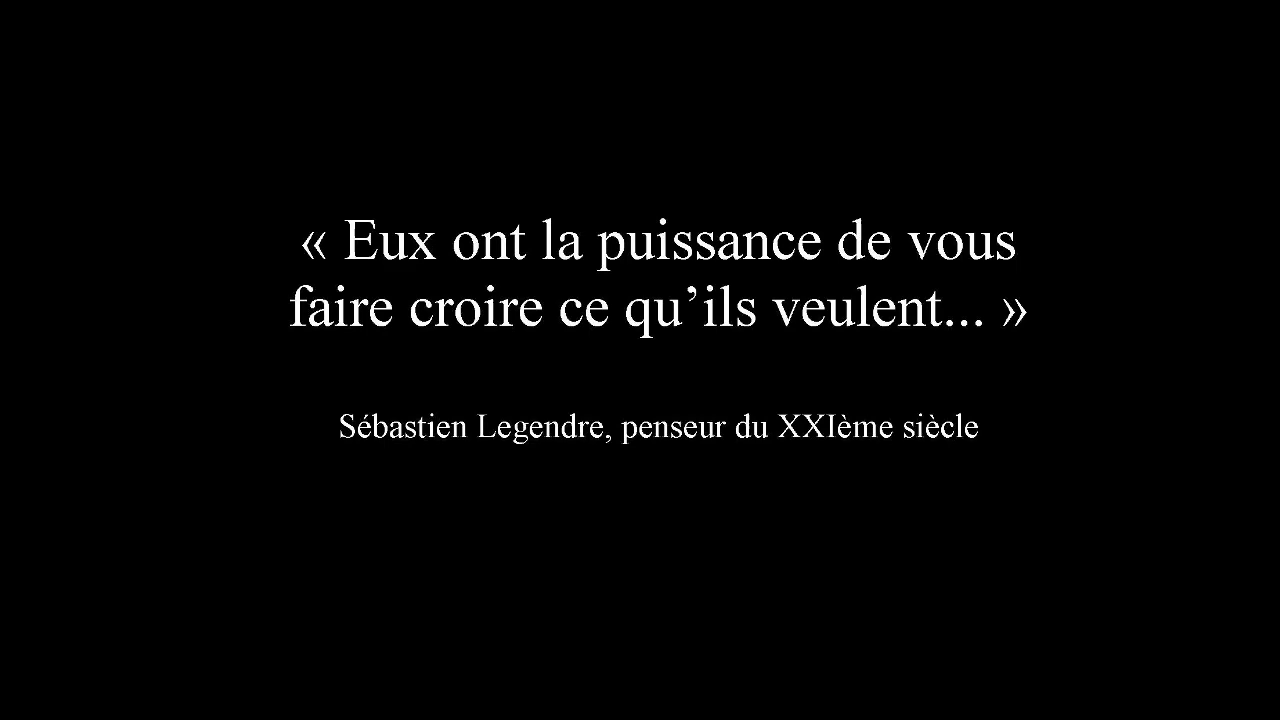 « Eux ont la puissance de vous
faire croire ce qu’ils veulent... »
Sébastien Legendre, penseur du XXIème siècle